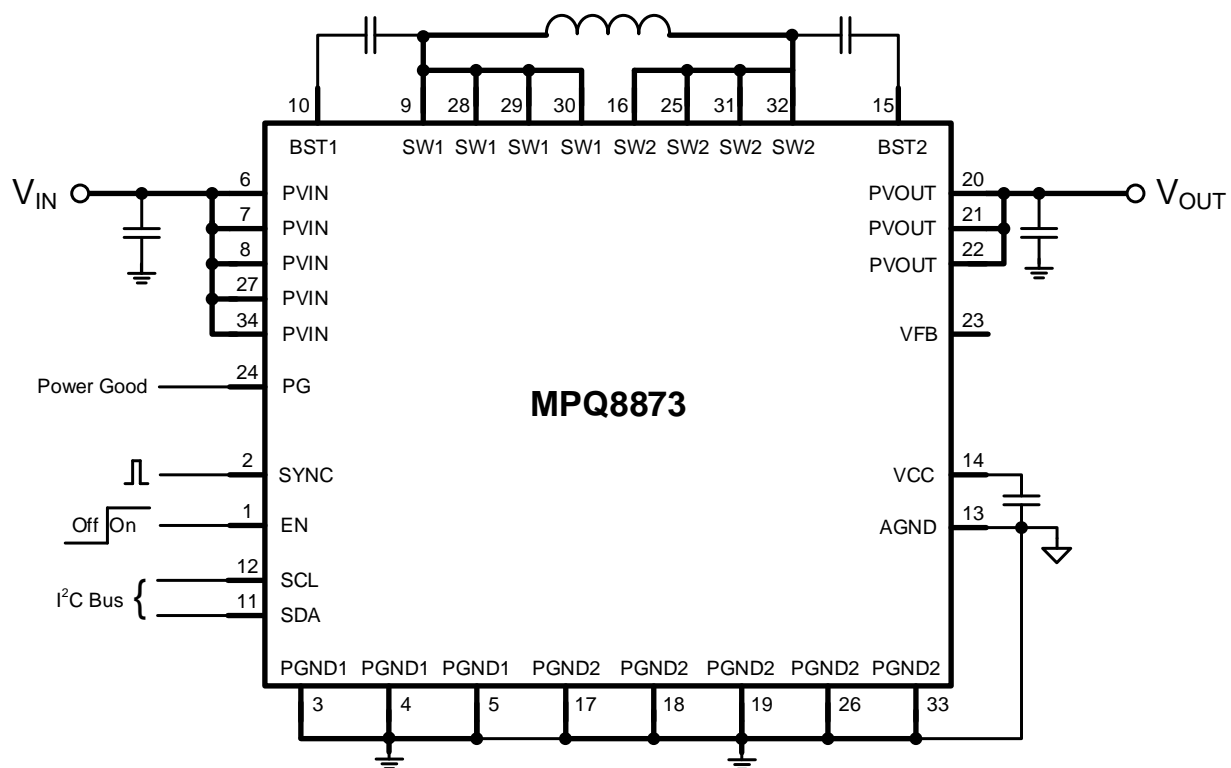 10 9 28 29 30 16 25 31 32 15
BST1 SW1 SW1 SW1 SW1 SW2 SW2 SW2 SW2 BST2
VIN 6 PVIN PVOUT 20 VOUT
7 PVIN PVOUT 21
8 PVIN PVOUT 22
27 PVIN
34 PVIN VFB 23
Power Good 24 PG
MPQ8873
2 SYNC VCC 14
Off On 1 EN AGND 13
12 SCL
I²C Bus {
11 SDA
PGND1 PGND1 PGND1 PGND2 PGND2 PGND2 PGND2 PGND2
3 4 5 17 18 19 26 33